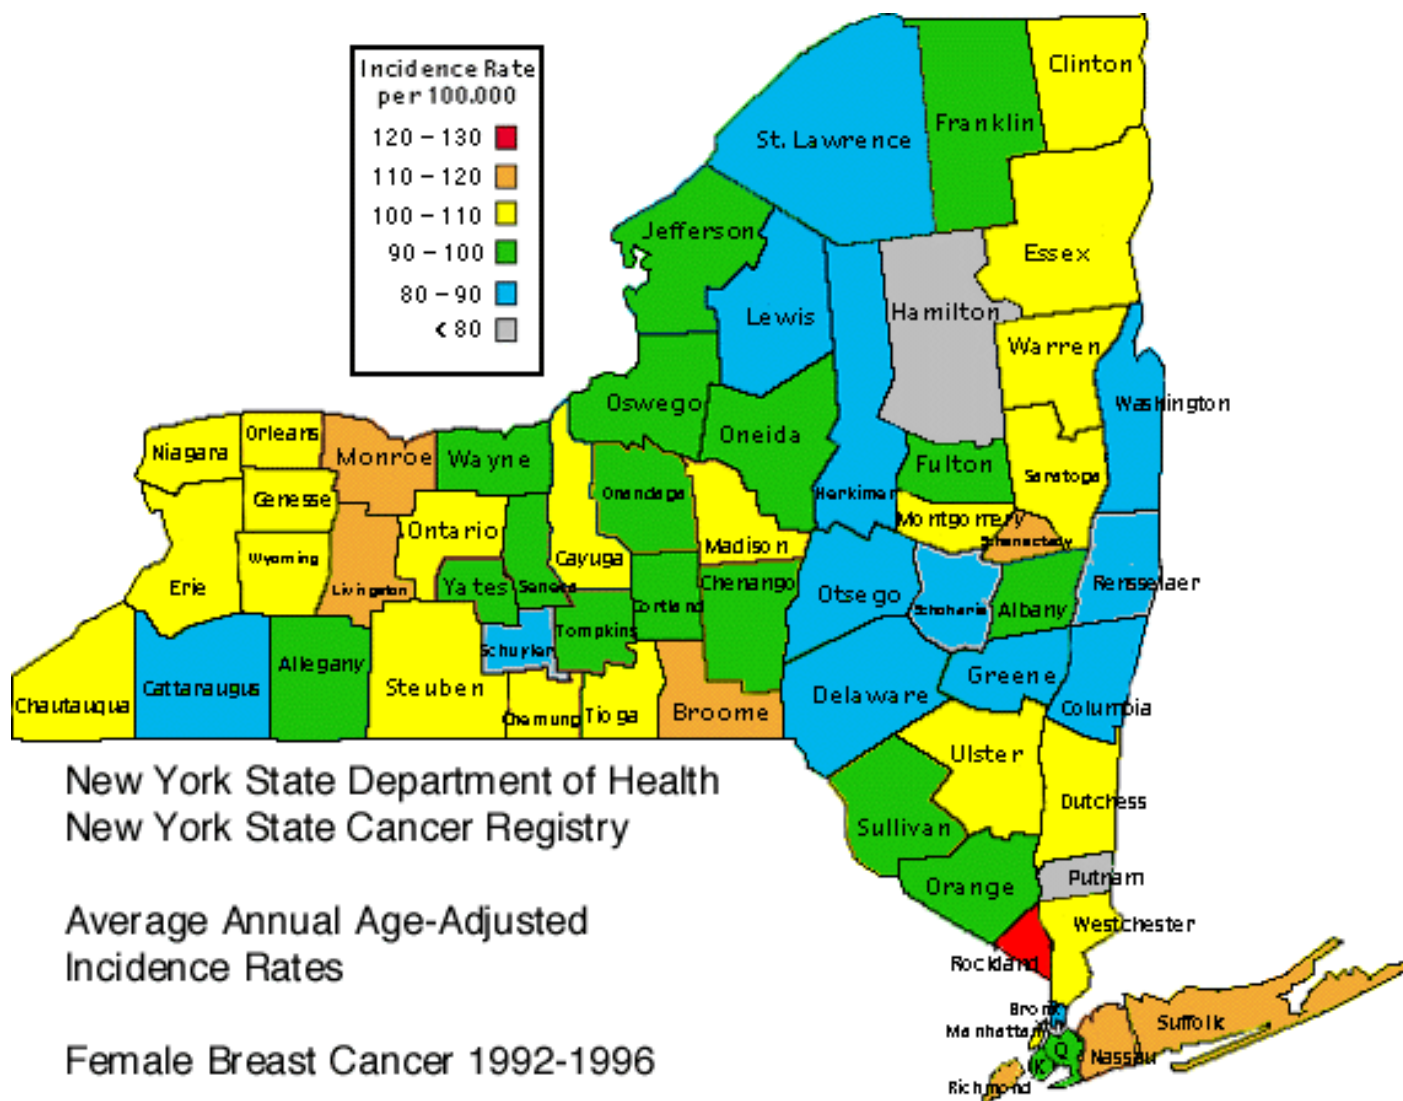 Incidence Rate
per 100.000
120 – 130
110 – 120
100 – 110
90 – 100
80 – 90
< 80
Clinton
Franklin
St. Lawrence
Jefferson
Essex
Lewis
Hamilton
Warren
Oswego
Oneida
Washington
Orleans
Niagara
Monroe
Wayne
Fulton
Saratoga
Genesse
Onandaga
Herkimer
Montgomery
Ontario
Madison
Schenectady
Wyoming
Cayuga
Erie
Livingston
Yates
Seneca
Chenango
Otsego
Rensselaer
Cortland
Schoharie
Albany
Tompkins
Schuyler
Allegany
Greene
Chautauqua
Cattaraugus
Steuben
Delaware
Columbia
Chemung
Tioga
Broome
Ulster
Dutchess
Sullivan
Orange
Putnam
Westchester
Rockland
Bronx
Manhattan
Suffolk
Q
K
Nassau
Richmond
New York State Department of Health
New York State Cancer Registry
Average Annual Age-Adjusted
Incidence Rates
Female Breast Cancer 1992-1996